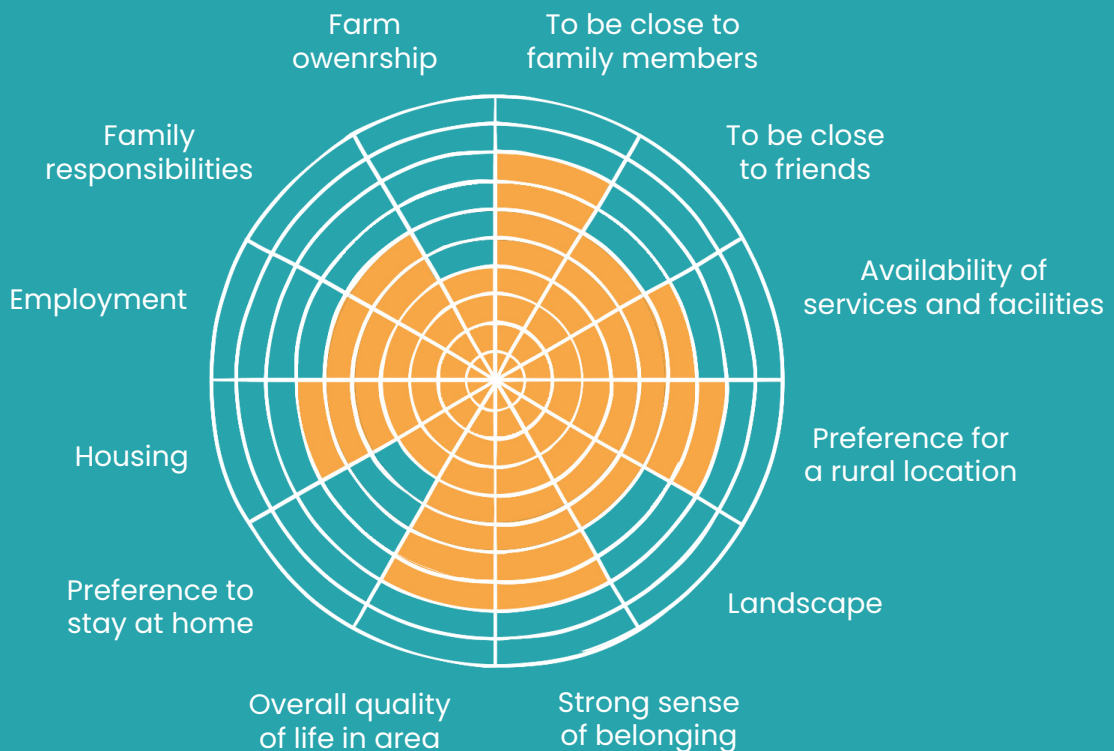 Farm
owenrship
To be close to
family members
Family
responsibilities
To be close
to friends
Employment
Availability of
services and facilities
Housing
Preference for
a rural location
Preference to
stay at home
Landscape
Overall quality
of life in area
Strong sense
of belonging